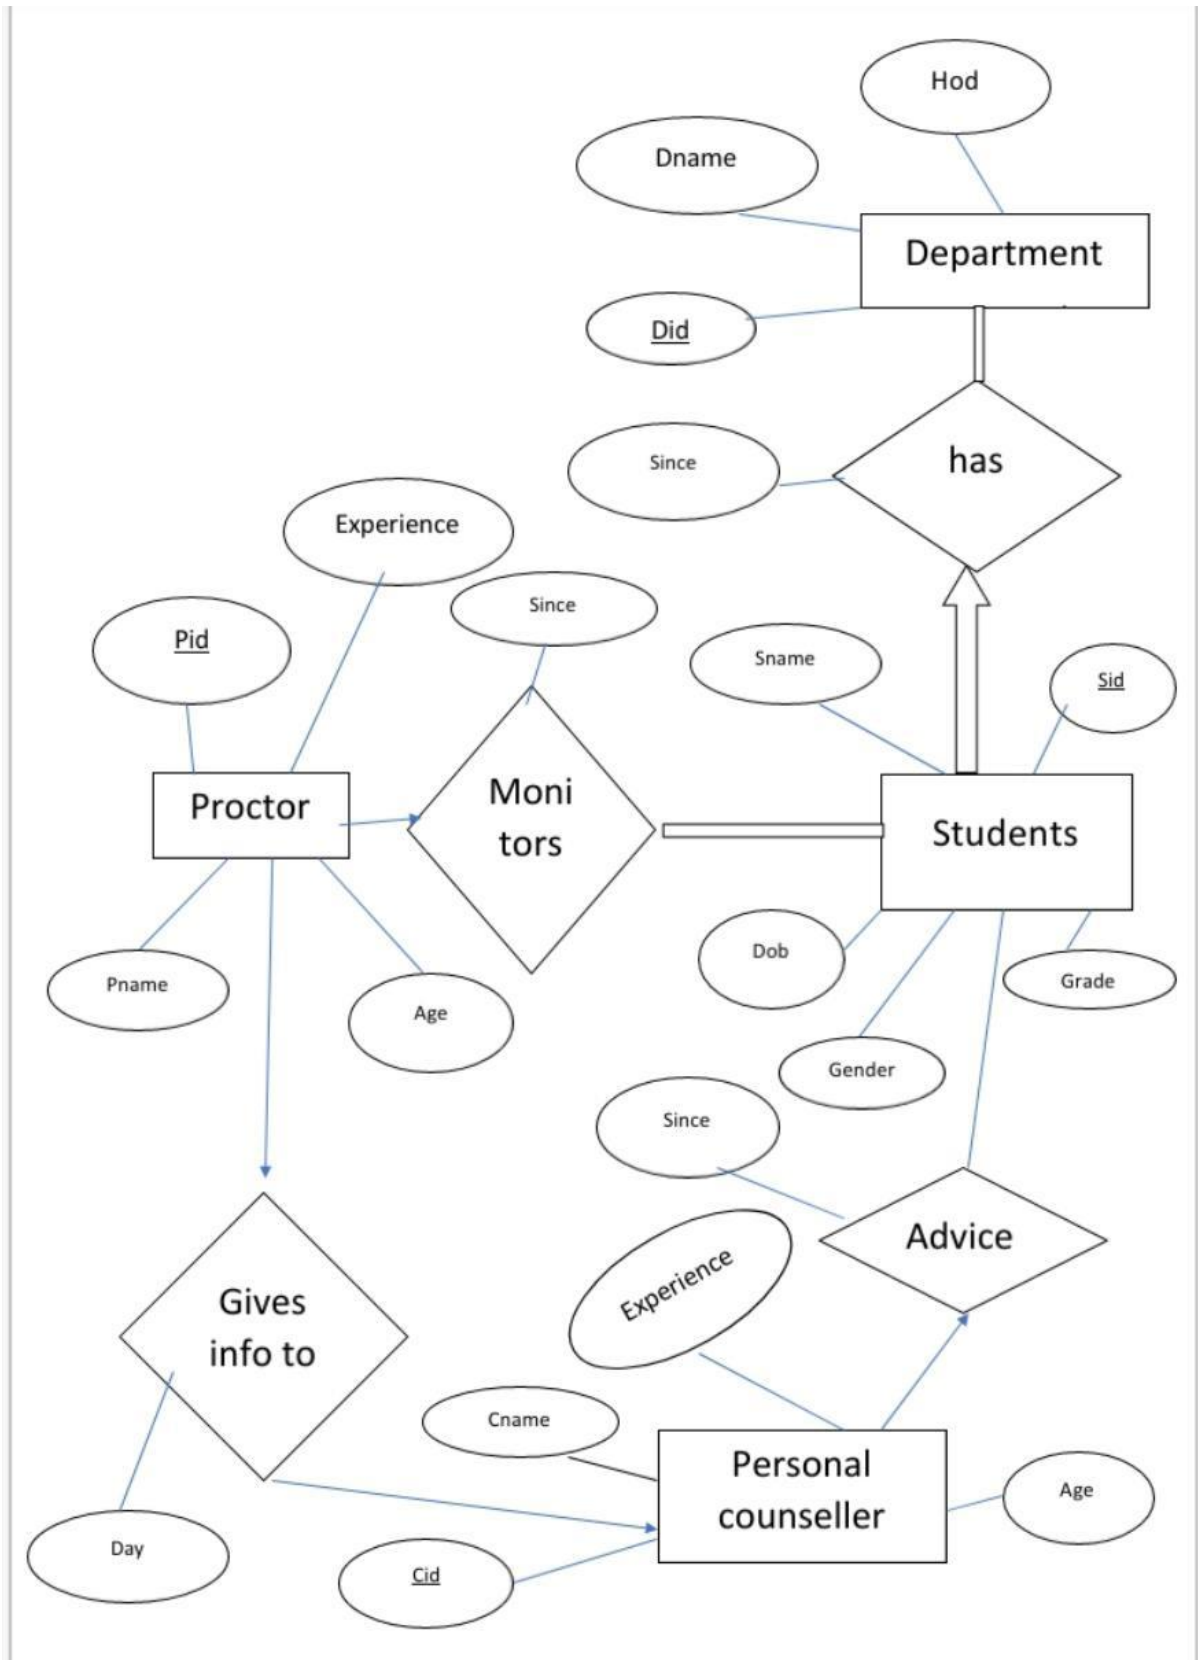 Hod
Dname
Department
Did
Since
has
Experience
Since
Pid
Sname
Sid
Proctor
Moni
tors
Students
Dob
Pname
Age
Grade
Gender
Since
Advice
Experience
Gives
info to
Cname
Personal
counseller
Age
Day
Cid